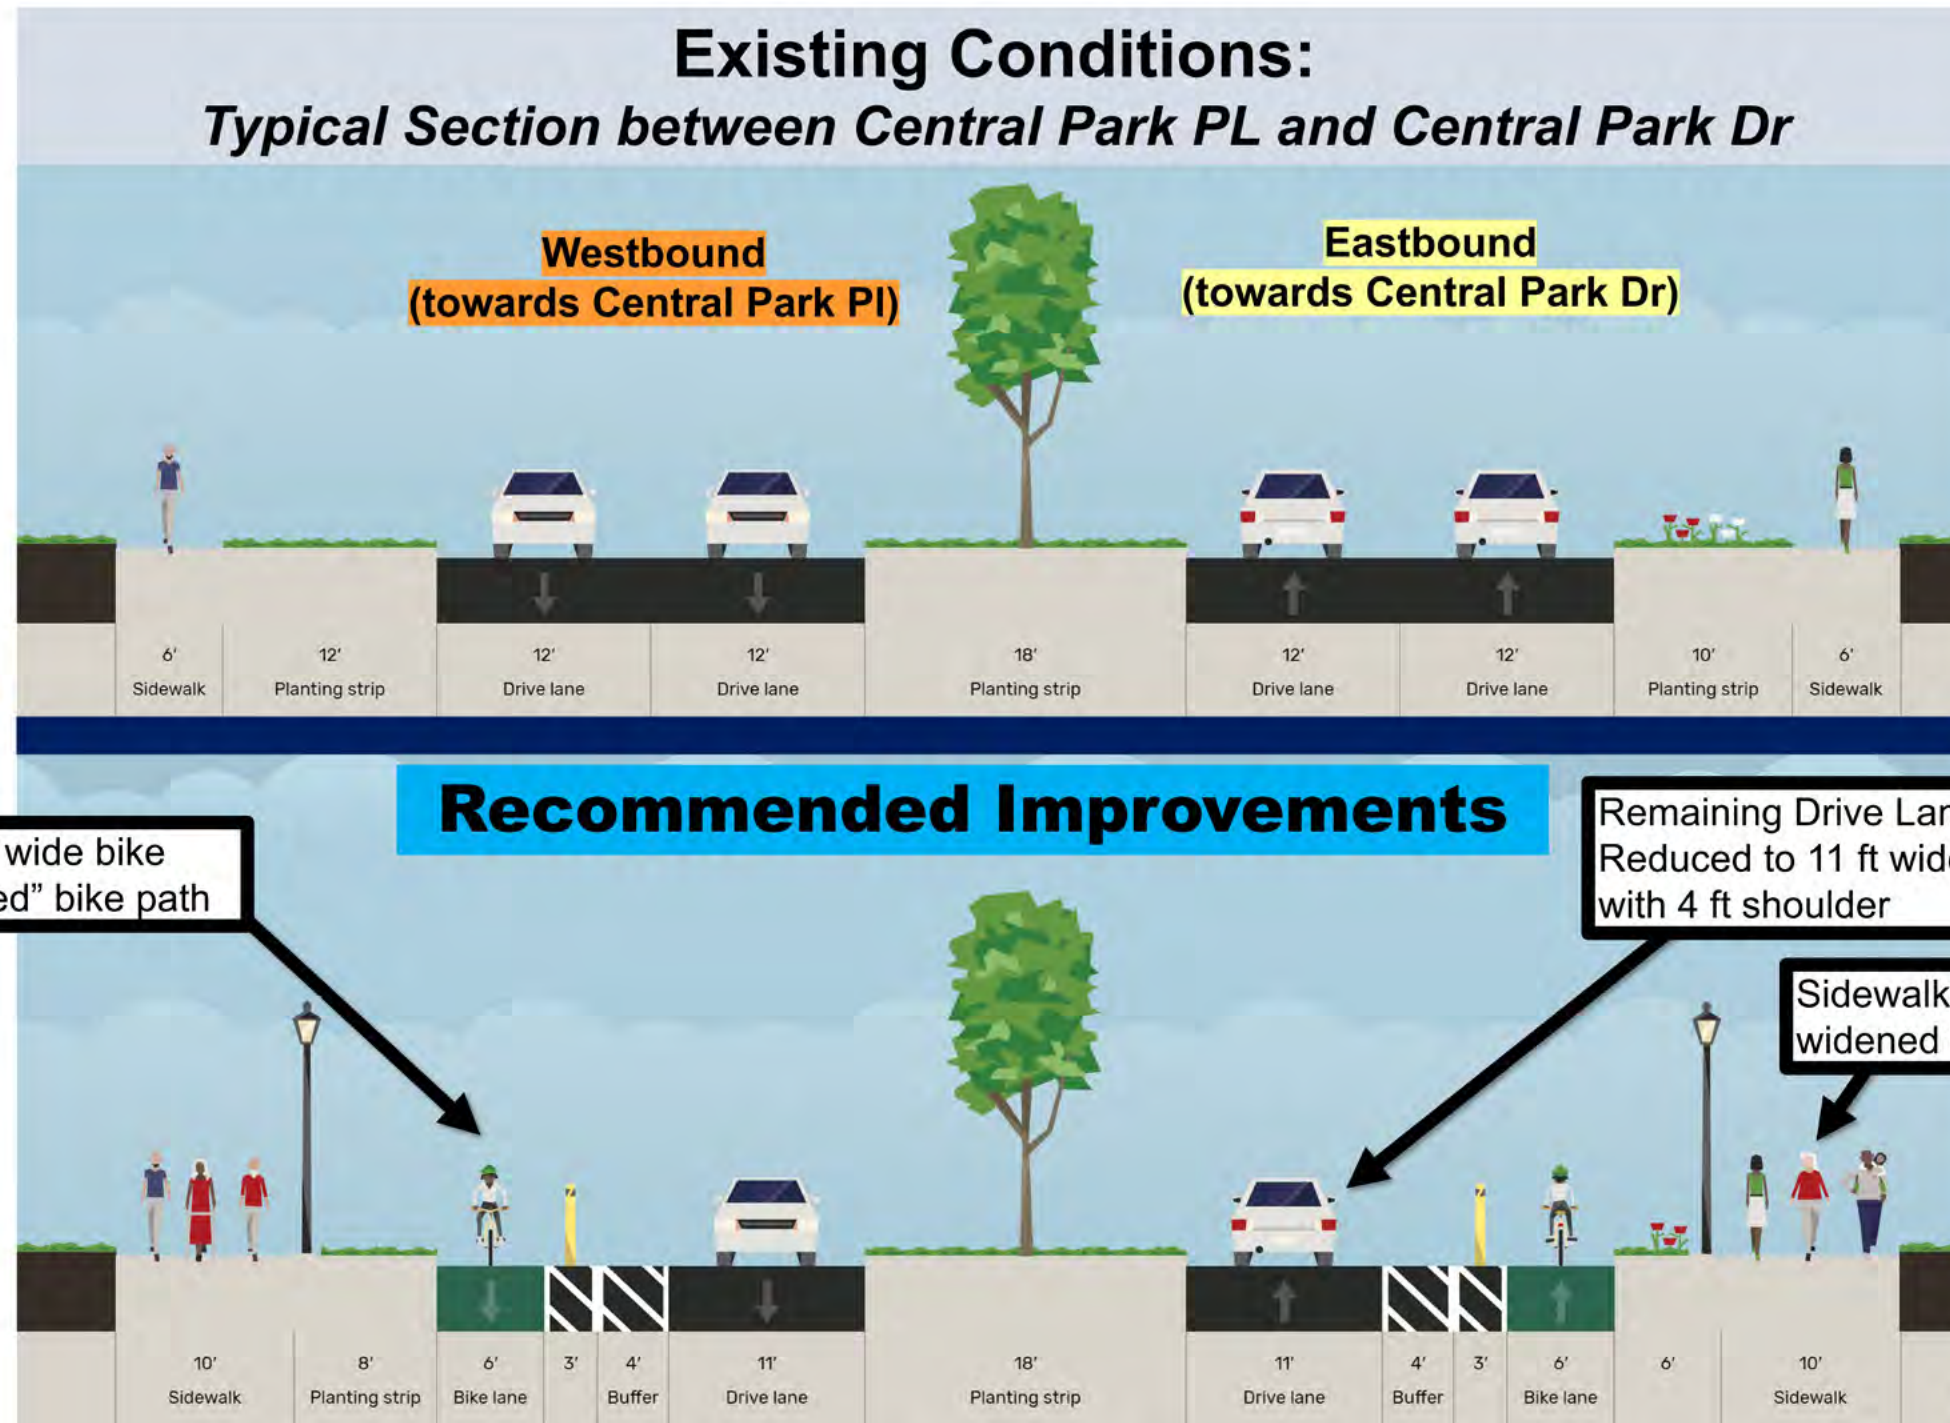 Existing Conditions:
Typical Section between Central Park PL and Central Park Dr
Westbound
(towards Central Park Pl)
Eastbound
(towards Central Park Dr)
6' 12' 12' 12' 18' 12' 12' 10' 6'
Sidewalk Planting strip Drive lane Drive lane Planting strip Drive lane Drive lane Planting strip Sidewalk
Recommended Improvements
wide bike
ed” bike path
Remaining Drive Lan
Reduced to 11 ft wide
with 4 ft shoulder
Sidewalk
widened
10' 8' 6' 3' 4' 11' 18' 11' 4' 3' 6' 6' 10'
Sidewalk Planting strip Bike lane Buffer Drive lane Planting strip Drive lane Buffer Bike lane Sidewalk